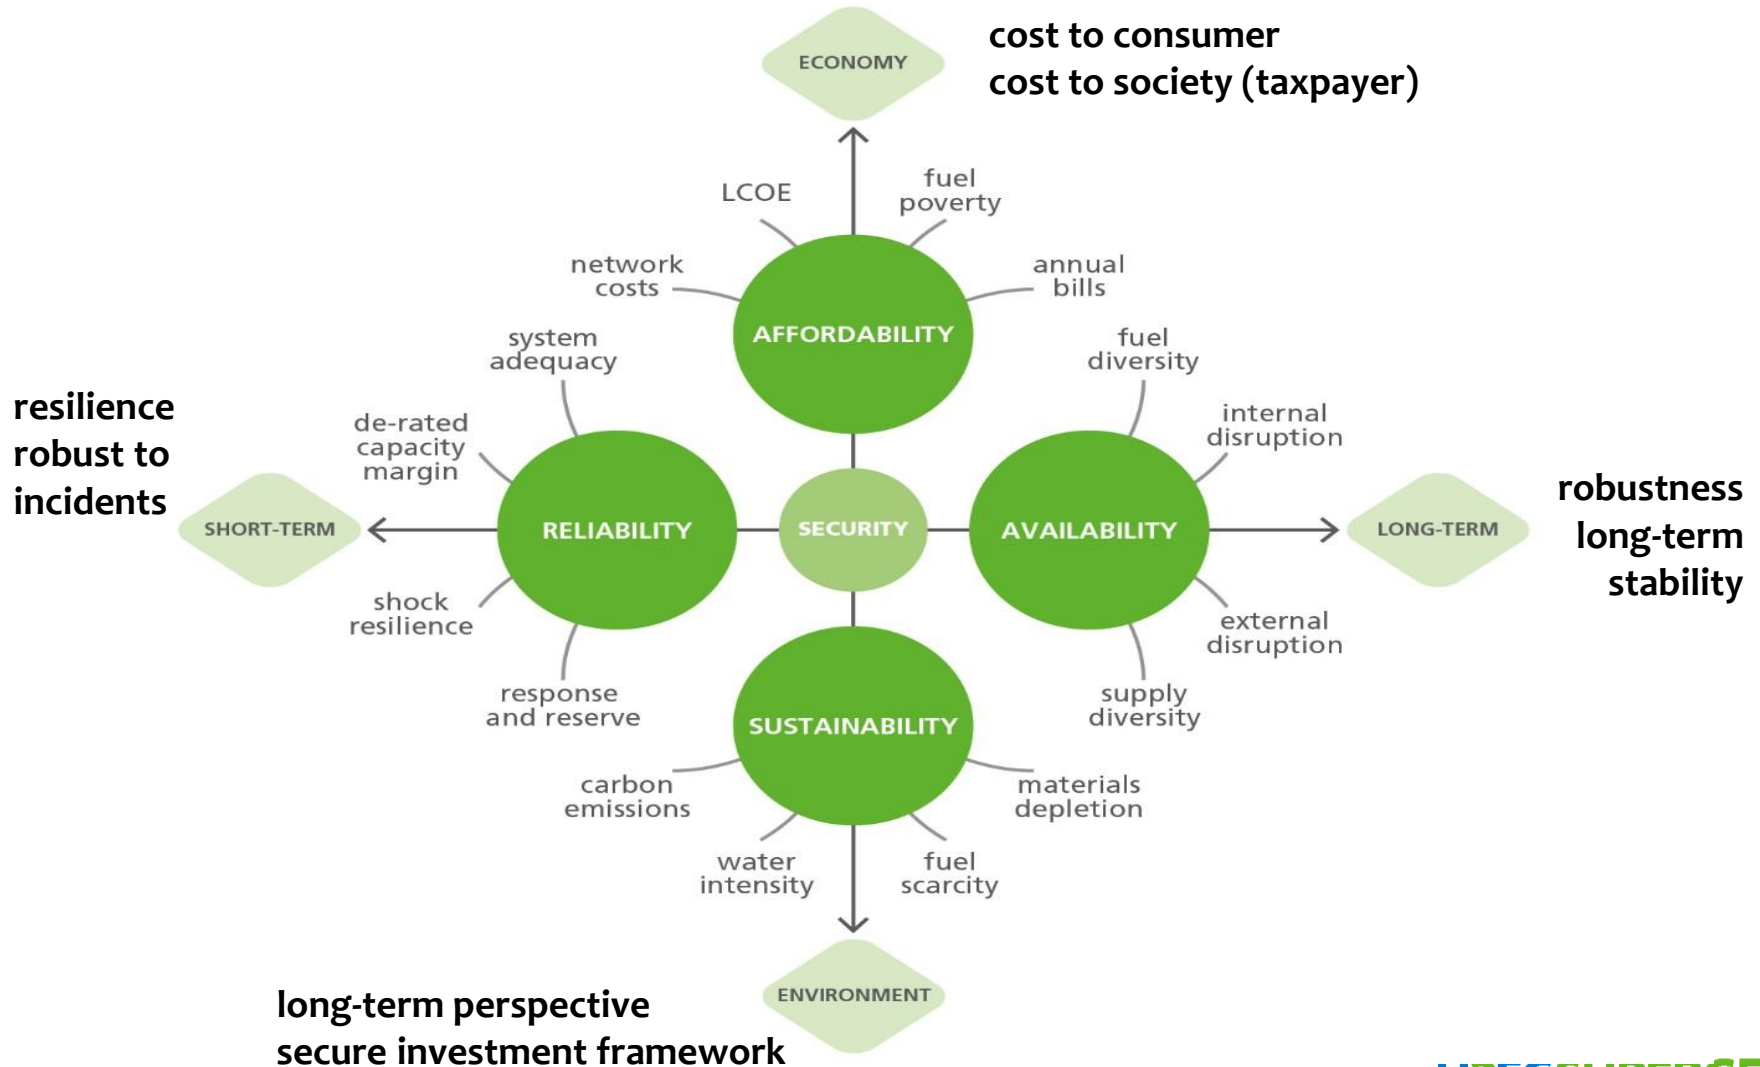 ECONOMY
cost to consumer
cost to society (taxpayer)
LCOE
fuel
poverty
network
costs
annual
bills
AFFORDABILITY
system
adequacy
fuel
diversity
de-rated
capacity
margin
internal
disruption
resilience
robust to
incidents
SHORT-TERM
RELIABILITY
SECURITY
AVAILABILITY
LONG-TERM
robustness
long-term
stability
shock
resilience
external
disruption
response
and reserve
supply
diversity
SUSTAINABILITY
carbon
emissions
materials
depletion
water
intensity
fuel
scarcity
ENVIRONMENT
long-term perspective
secure investment framework